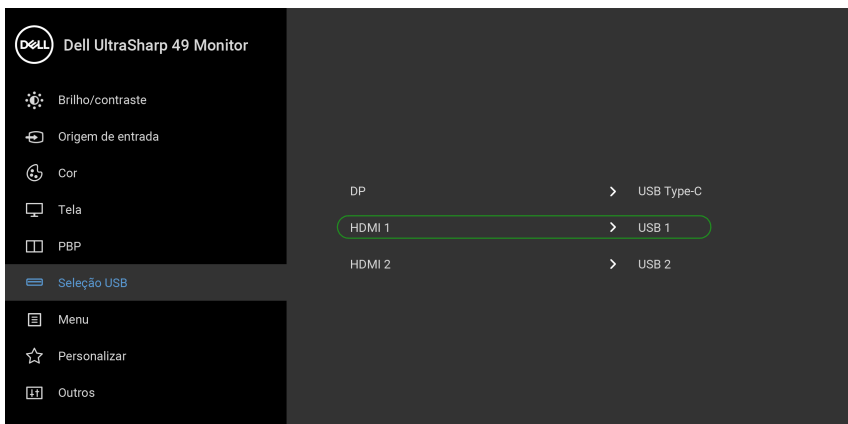 DELL Dell UltraSharp 49 Monitor
Brilho/contraste
Origem de entrada
Cor
Tela
PBP
Seleção USB
Menu
Personalizar
Outros
DP > USB Type-C
HDMI 1 > USB 1
HDMI 2 > USB 2